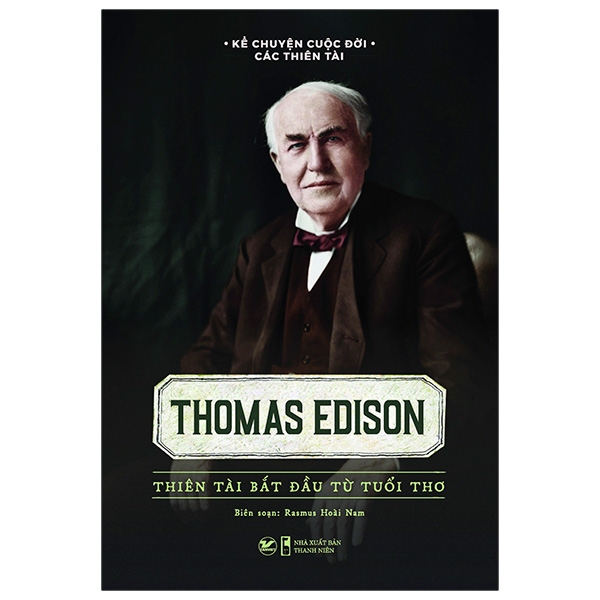 • KỂ CHUYỆN CUỘC ĐỜI •
CÁC THIÊN TÀI
THOMAS EDISON
THIÊN TÀI BẮT ĐẦU TỪ TUỔI THƠ
Biên soạn: Rasmus Hoài Nam
NHÀ XUẤT BẢN
THANH NIÊN